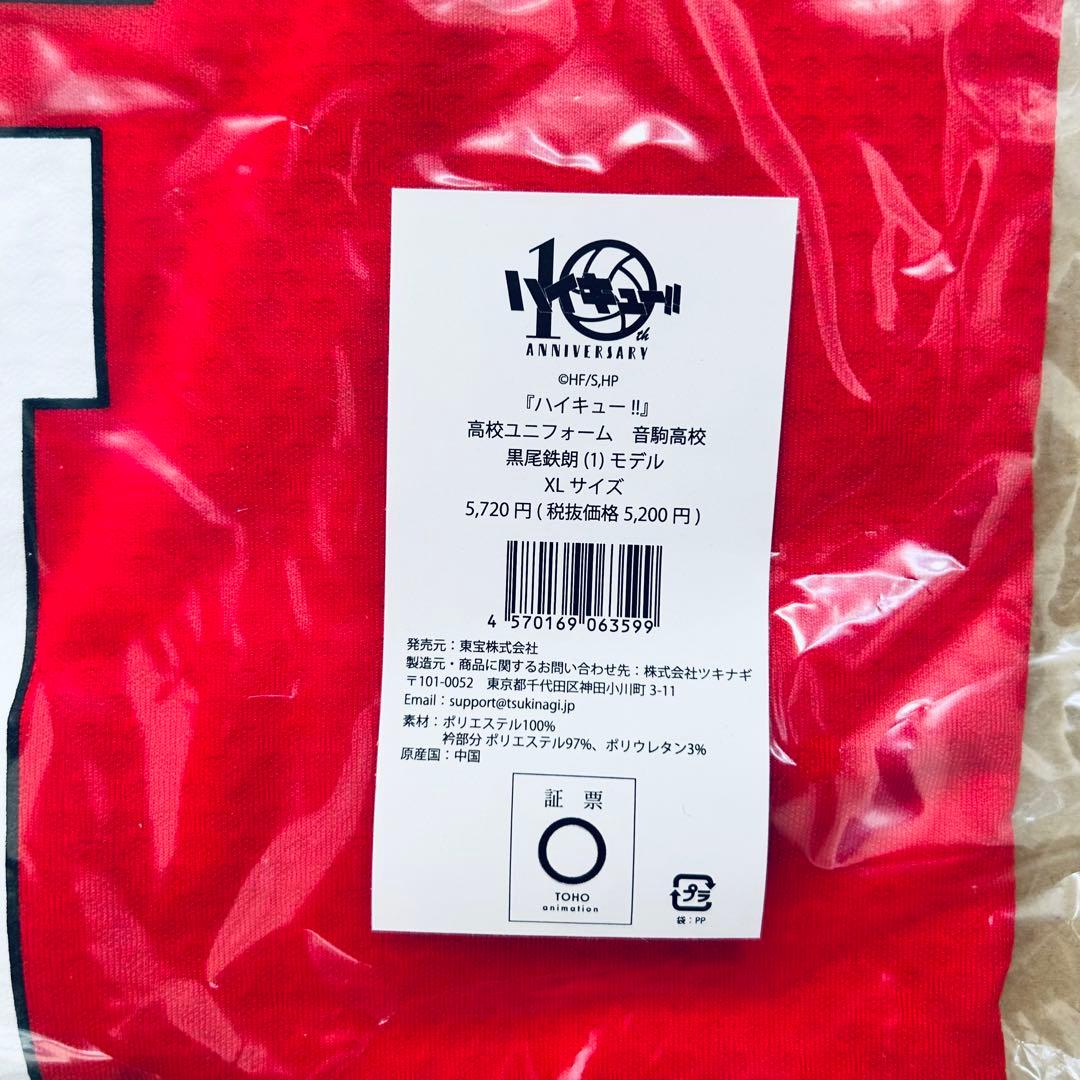 10th
ハイキュー!!
ANNIVERSARY
©HF/S,HP
『ハイキュー!!』
高校ユニフォーム　音駒高校
黒尾鉄朗 (1) モデル
XL サイズ
5,720 円 ( 税抜価格 5,200 円 )
4 570169 063599
発売元：東宝株式会社
製造元・商品に関するお問い合わせ先：株式会社ツキナギ
〒101-0052　東京都千代田区神田小川町 3-11
Email：support@tsukinagi.jp
素材：ポリエステル100%
衿部分 ポリエステル97%、ポリウレタン3%
原産国：中国
証 票
TOHO
animation
プラ
袋：PP